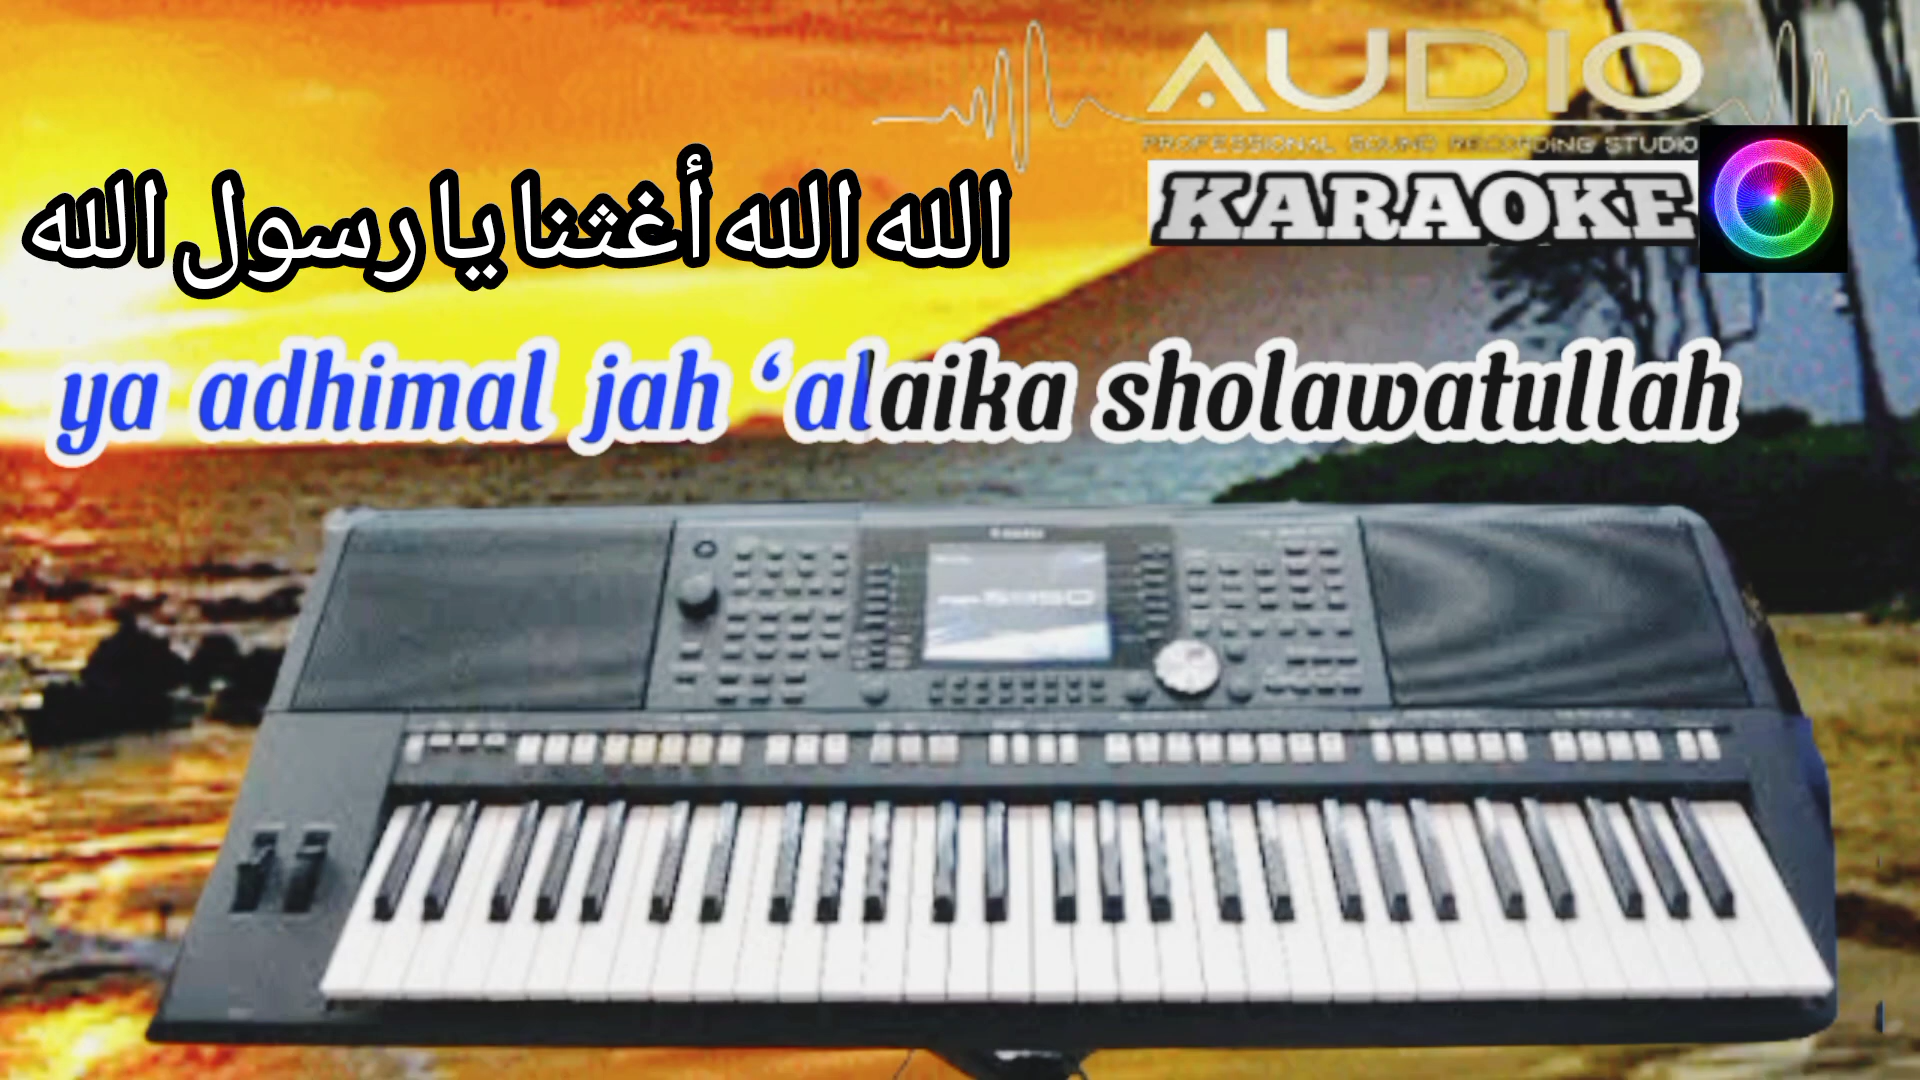 AUDIO
PROFESSIONAL SOUND RECORDING STUDIO
KARAOKE
الله الله أغثنا يا رسول الله
ya adhimal jah ‘alaika sholawatullah